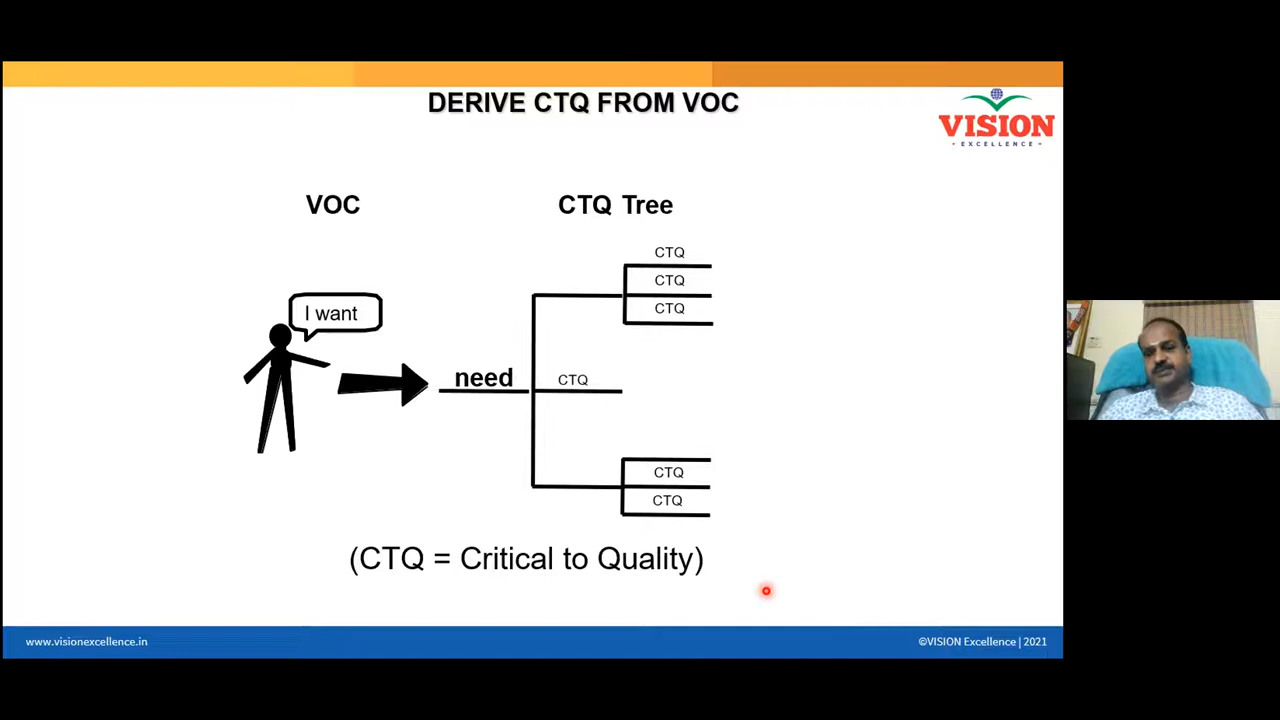 DERIVE CTQ FROM VOC
VISION
EXCELLENCE
VOC
CTQ Tree
CTQ
CTQ
CTQ
I want
need
CTQ
CTQ
CTQ
(CTQ = Critical to Quality)
www.visionexcellence.in
©VISION Excellence | 2021